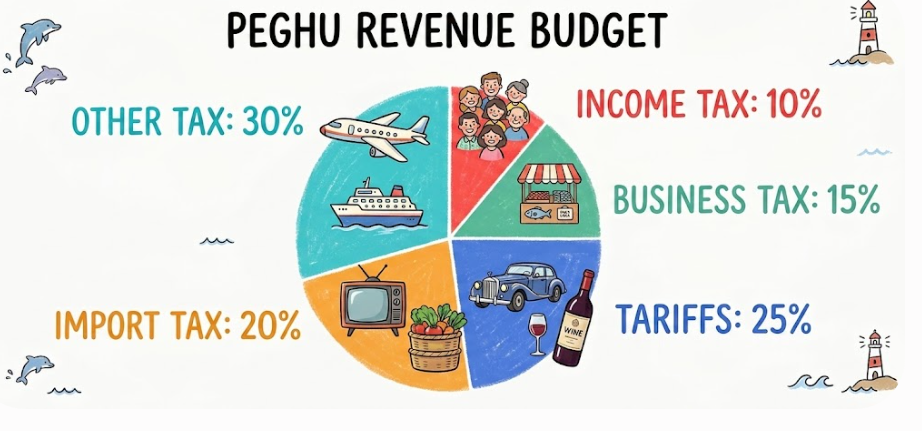 PEGHU REVENUE BUDGET
OTHER TAX: 30%
INCOME TAX: 10%
BUSINESS TAX: 15%
IMPORT TAX: 20%
TARIFFS: 25%
WINE